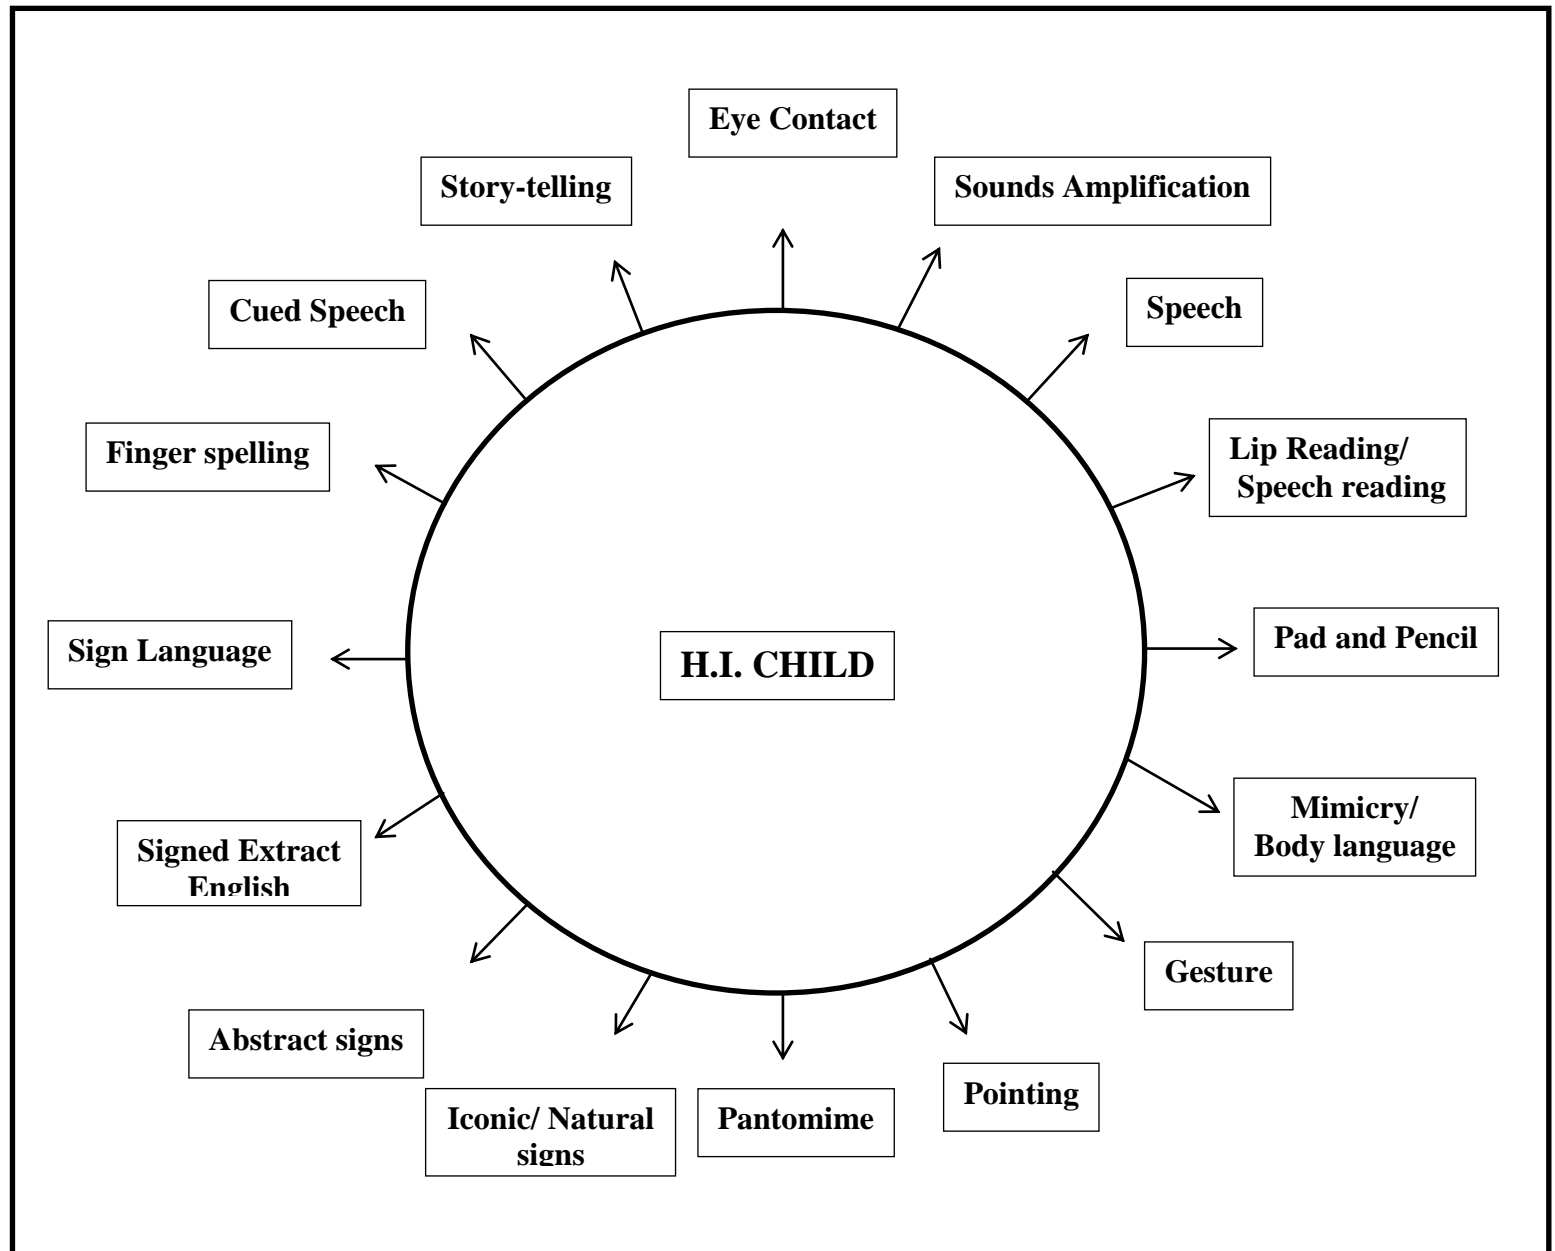 Eye Contact
Story-telling
Sounds Amplification
Cued Speech
Speech
Finger spelling
Lip Reading/
Speech reading
Sign Language
H.I. CHILD
Pad and Pencil
Signed Extract
English
Mimicry/
Body language
Gesture
Abstract signs
Iconic/ Natural
signs
Pantomime
Pointing